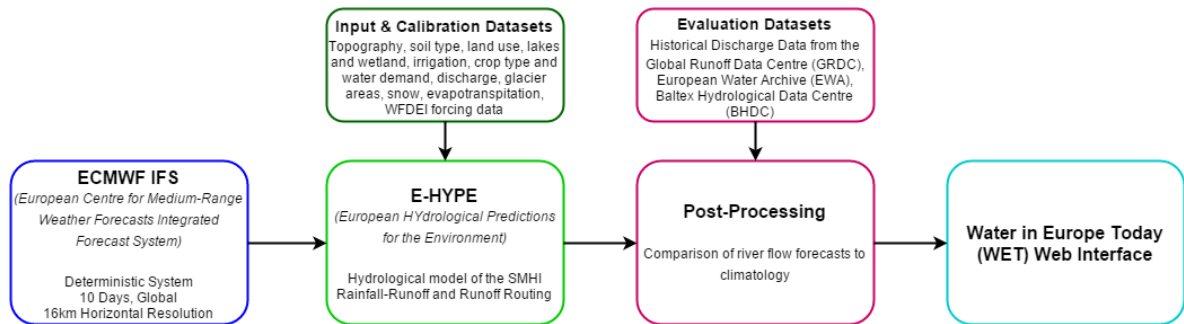 Input & Calibration Datasets
Topography, soil type, land use, lakes
and wetland, irrigation, crop type and
water demand, discharge, glacier
areas, snow, evapotranspitation,
WFDEI forcing data
Evaluation Datasets
Historical Discharge Data from the
Global Runoff Data Centre (GRDC),
European Water Archive (EWA),
Baltex Hydrological Data Centre
(BHDC)
ECMWF IFS
(European Centre for Medium-Range
Weather Forecasts Integrated
Forecast System)
Deterministic System
10 Days, Global
16km Horizontal Resolution
E-HYPE
(European HYdrological Predictions
for the Environment)
Hydrological model of the SMHI
Rainfall-Runoff and Runoff Routing
Post-Processing
Comparison of river flow forecasts to
climatology
Water in Europe Today
(WET) Web Interface